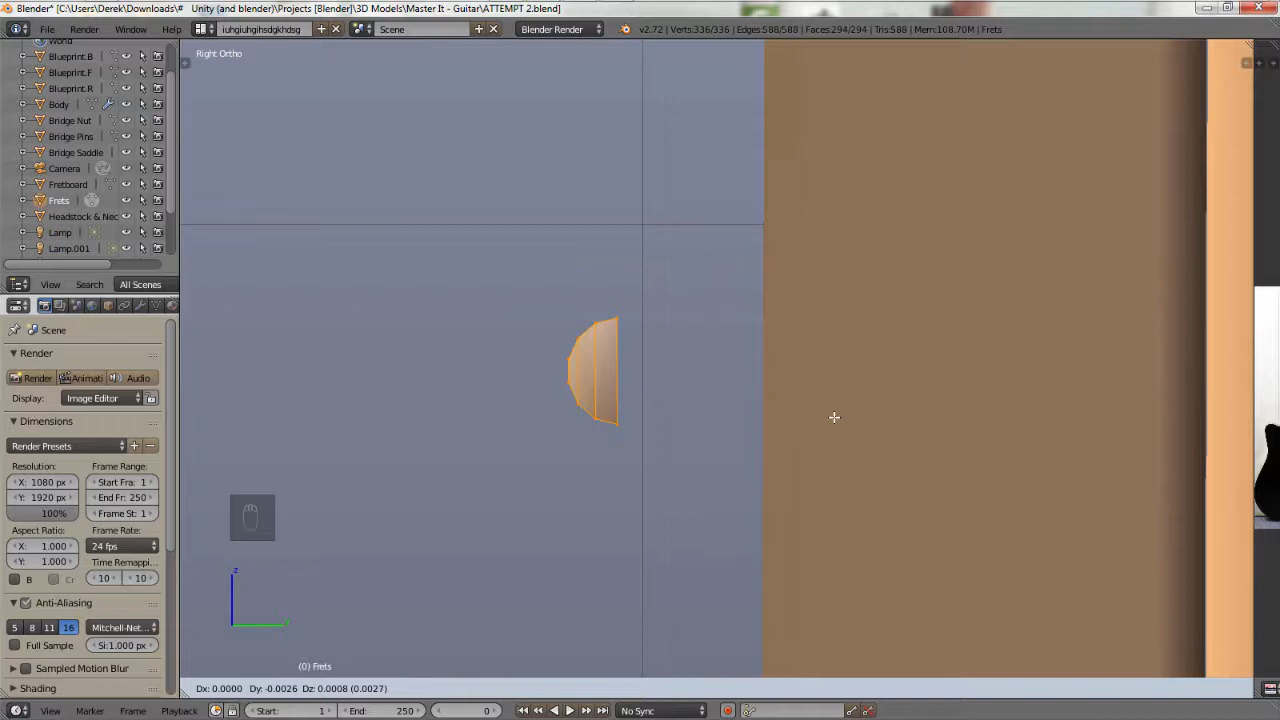 Blender* [C:\Users\Derek\Downloads\# Unity (and blender)\Projects [Blender]\3D Models\Master It - Guitar\ATTEMPT 2.blend]
File Render Window Help iuhgiuhgihsdgkhdsg Scene Blender Render v2.72 | Verts:336/336 | Edges:588/588 | Faces:294/294 | Tris:588 | Mem:108.70M | Frets
World
Blueprint.B
Blueprint.F
Blueprint.R
Body
Bridge Nut
Bridge Pins
Bridge Saddle
Camera
Fretboard
Frets
Headstock & Nec
Lamp
Lamp.001
View Search All Scenes
Scene
Render
Render Animati Audio
Display: Image Editor
Dimensions
Render Presets
Resolution: Frame Range:
X: 1080 px Start Fra: 1
Y: 1920 px End Fr: 250
100% Frame St: 1
Aspect Ratio: Frame Rate:
X: 1.000 24 fps
Y: 1.000 Time Remappi...
B Cr 10 10
Anti-Aliasing
5 8 11 16 Mitchell-Net...
Full Sample Si:1.000 px
Sampled Motion Blur
Shading
Right Ortho
z
(0) Frets
Dx: 0.0000 Dy: -0.0026 Dz: 0.0008 (0.0027)
View Marker Frame Playback Start: 1 End: 250 0 No Sync